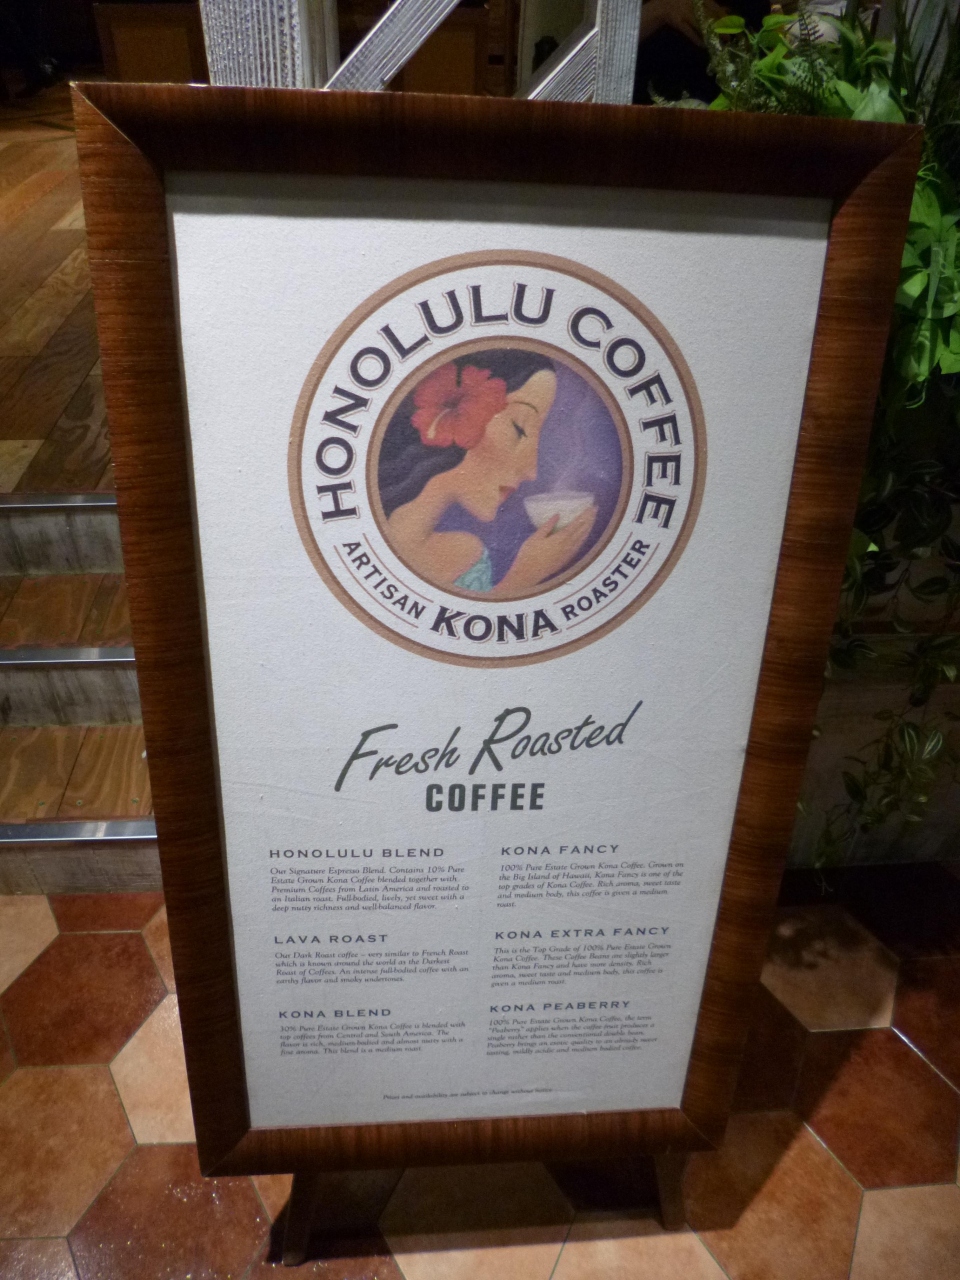 HONOLULU COFFEE
ARTISAN KONA ROASTER
Fresh Roasted
COFFEE
HONOLULU BLEND
Our Signature Espresso Blend. Contains 10% Pure
Estate Grown Kona Coffee blended together with
Premium Coffees from Latin America and roasted to
an Italian roast. Full-bodied, lively, yet sweet with a
deep nutty richness and well-balanced flavor.
LAVA ROAST
Our Dark Roast coffee – very similar to French Roast
which is known around the world as the Darkest
Roast of Coffees. An intense full-bodied coffee with an
earthy flavor and smoky undertones.
KONA BLEND
30% Pure Estate Grown Kona Coffee is blended with
top coffees from Central and South America. The
flavor is rich, medium-bodied and almost nutty with a
fine aroma. This blend is a medium roast.
KONA FANCY
100% Pure Estate Grown Kona Coffee. Grown on
the Big Island of Hawaii, Kona Fancy is one of the
top grades of Kona Coffee. Rich aroma, sweet taste
and medium body, this coffee is given a medium
roast.
KONA EXTRA FANCY
This is the Top Grade of 100% Pure Estate Grown
Kona Coffee. These Coffee Beans are slightly larger
than Kona Fancy and have more density. Rich
aroma, sweet taste and medium body, this coffee is
given a medium roast.
KONA PEABERRY
100% Pure Estate Grown Kona Coffee, the term
"Peaberry" applies when the coffee fruit produces a
single rather than the conventional double bean.
Peaberry brings an extra quality to an already sweet
tasting, mildly acidic and medium bodied coffee.
Prices and availability are subject to change without notice.